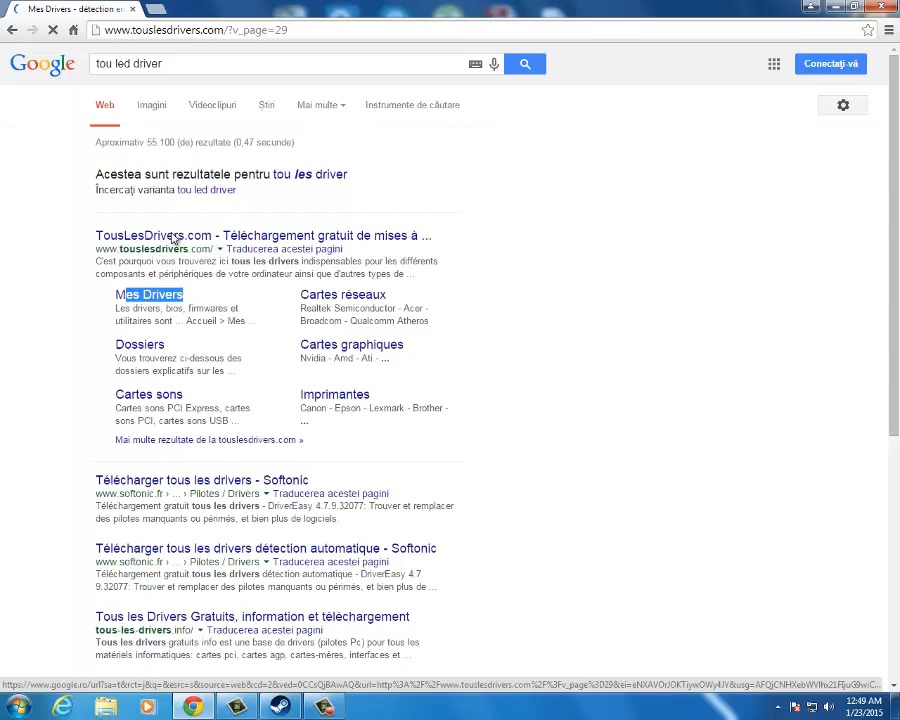 Mes Drivers - détection en
www.touslesdrivers.com/?v_page=29
Google
tou led driver
Conectați-vă
Web Imagini Videoclipuri Știri Mai multe Instrumente de căutare
Aproximativ 55.100 (de) rezultate (0,47 secunde)
Acestea sunt rezultatele pentru tou les driver
Încercați varianta tou led driver
TousLesDrivers.com - Téléchargement gratuit de mises à ...
www.touslesdrivers.com/ Traducerea acestei pagini
C'est pourquoi vous trouverez ici tous les drivers indispensables pour les différents
composants et périphériques de votre ordinateur ainsi que d'autres types de ...
Mes Drivers
Les drivers, bios, firmwares et
utilitaires sont ... Accueil > Mes ...
Cartes réseaux
Realtek Semiconductor - Acer -
Broadcom - Qualcomm Atheros
Dossiers
Vous trouverez ci-dessous des
dossiers explicatifs sur les ...
Cartes graphiques
Nvidia - Amd - Ati - ...
Cartes sons
Cartes sons PCI Express, cartes
sons PCI, cartes sons USB ...
Imprimantes
Canon - Epson - Lexmark - Brother -
...
Mai multe rezultate de la touslesdrivers.com »
Télécharger tous les drivers - Softonic
www.softonic.fr › ... › Pilotes / Drivers Traducerea acestei pagini
Téléchargement gratuit tous les drivers - DriverEasy 4.7.9.32077: Trouver et remplacer
des pilotes manquants ou périmés, et bien plus de logiciels.
Télécharger tous les drivers détection automatique - Softonic
www.softonic.fr › ... › Pilotes / Drivers Traducerea acestei pagini
Téléchargement gratuit tous les drivers détection automatique - DriverEasy 4.7.
9.32077: Trouver et remplacer des pilotes manquants ou périmés, et bien plus de ...
Tous les Drivers Gratuits, information et téléchargement
tous-les-drivers.info/ Traducerea acestei pagini
Tous les drivers gratuits info est une base de drivers (pilotes Pc) pour tous les
matériels informatiques: cartes pci, cartes agp, cartes-mères, interfaces et ...
12:49 AM
1/23/2015